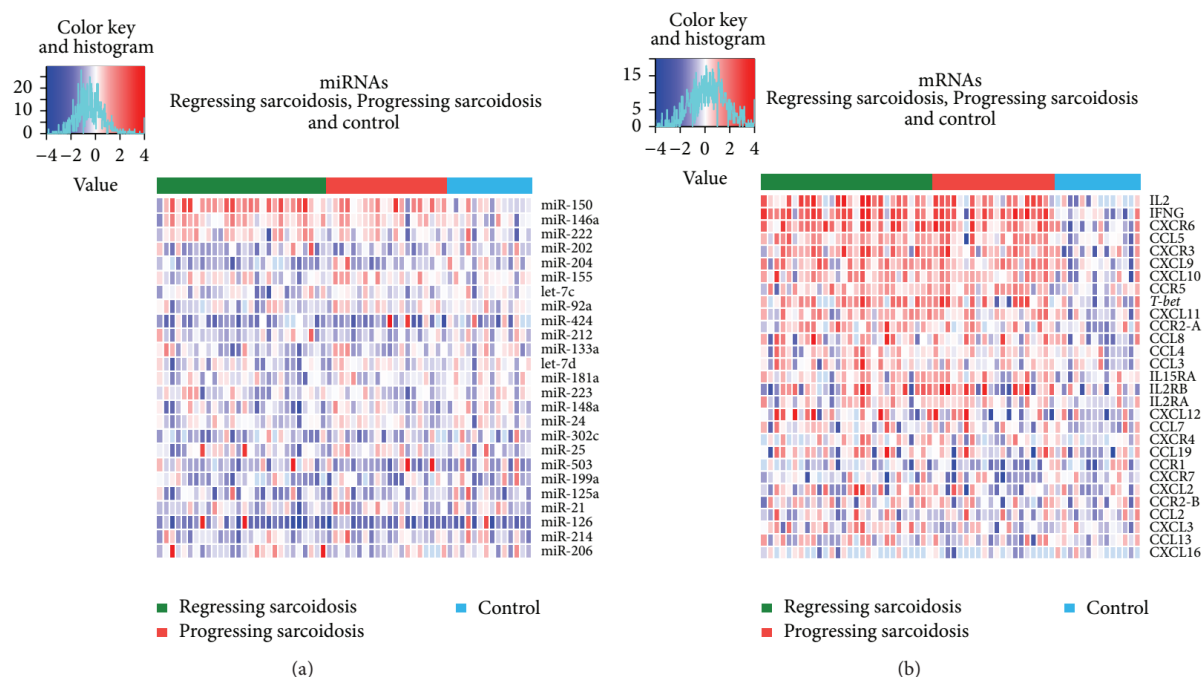 Color key
and histogram
20
10
0
−4 −2 0 2 4
Value
miRNAs
Regressing sarcoidosis, Progressing sarcoidosis
and control
miR-150
miR-146a
miR-222
miR-202
miR-204
miR-155
let-7c
miR-92a
miR-424
miR-212
miR-133a
let-7d
miR-181a
miR-223
miR-148a
miR-24
miR-302c
miR-25
miR-503
miR-199a
miR-125a
miR-21
miR-126
miR-214
miR-206
Regressing sarcoidosis
Control
Progressing sarcoidosis
(a)
Color key
and histogram
15
10
5
0
−4 −2 0 2 4
Value
mRNAs
Regressing sarcoidosis, Progressing sarcoidosis
and control
IL2
IFNG
CXCR6
CCL5
CXCR3
CXCL9
CXCL10
CCR5
T-bet
CXCL11
CCR2-A
CCL8
CCL4
CCL3
IL15RA
IL2RB
IL2RA
CXCL12
CCL7
CXCR4
CCL19
CCR1
CXCR7
CXCL2
CCR2-B
CCL2
CXCL3
CCL13
CXCL16
Regressing sarcoidosis
Control
Progressing sarcoidosis
(b)